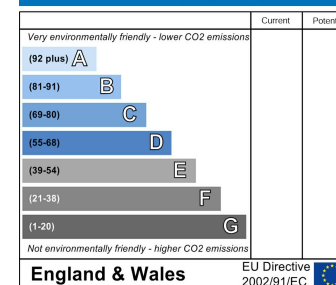 Current Potent
Very environmentally friendly - lower CO2 emissions
(92 plus) A
(81-91) B
(69-80) C
(55-68) D
(39-54) E
(21-38) F
(1-20) G
Not environmentally friendly - higher CO2 emissions
England & Wales
EU Directive
2002/91/EC